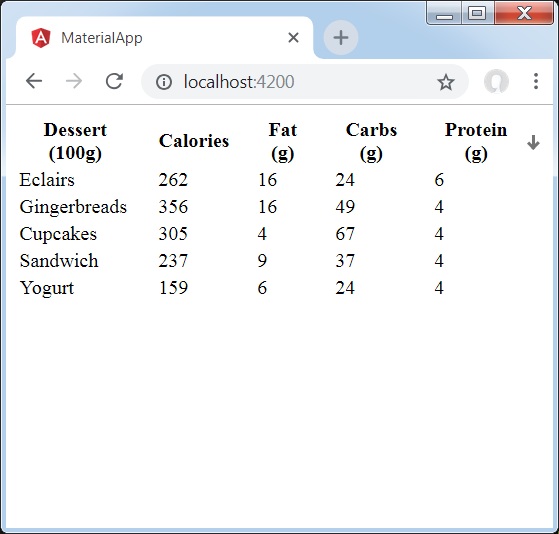 MaterialApp
localhost:4200
Dessert (100g) Calories Fat (g) Carbs (g) Protein (g)
Eclairs 262 16 24 6
Gingerbreads 356 16 49 4
Cupcakes 305 4 67 4
Sandwich 237 9 37 4
Yogurt 159 6 24 4